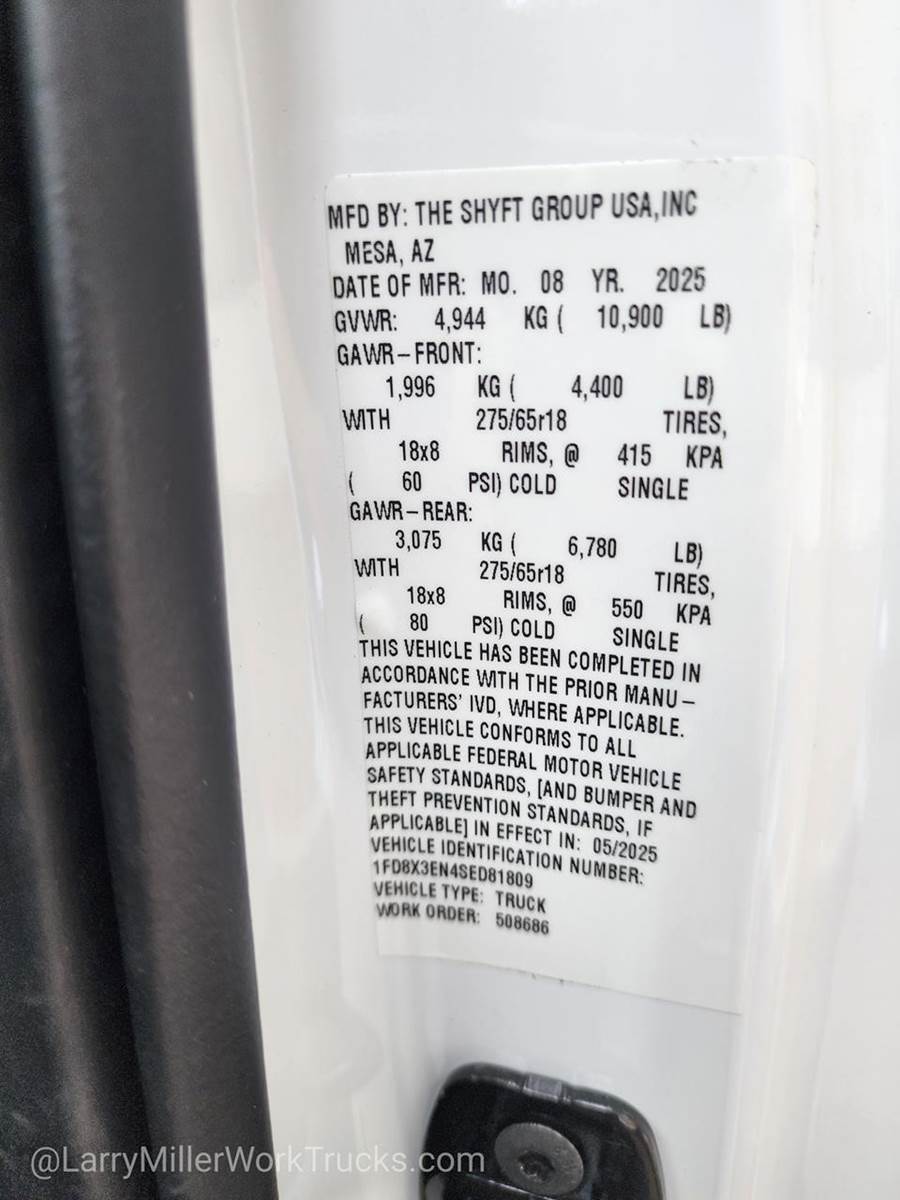 MFD BY: THE SHYFT GROUP USA,INC
MESA, AZ
DATE OF MFR: MO. 08 YR. 2025
GVWR: 4,944 KG ( 10,900 LB)
GAWR-FRONT:
1,996 KG ( 4,400 LB)
WITH 275/65r18 TIRES,
18x8 RIMS, @ 415 KPA
( 60 PSI) COLD SINGLE
GAWR-REAR:
3,075 KG ( 6,780 LB)
WITH 275/65r18 TIRES,
18x8 RIMS, @ 550 KPA
( 80 PSI) COLD SINGLE
THIS VEHICLE HAS BEEN COMPLETED IN
ACCORDANCE WITH THE PRIOR MANU-
FACTURERS' IVD, WHERE APPLICABLE.
THIS VEHICLE CONFORMS TO ALL
APPLICABLE FEDERAL MOTOR VEHICLE
SAFETY STANDARDS, [AND BUMPER AND
THEFT PREVENTION STANDARDS, IF
APPLICABLE] IN EFFECT IN: 05/2025
VEHICLE IDENTIFICATION NUMBER:
1FD8X3EN4SED81809
VEHICLE TYPE: TRUCK
WORK ORDER: 508686
@LarryMillerWorkTrucks.com